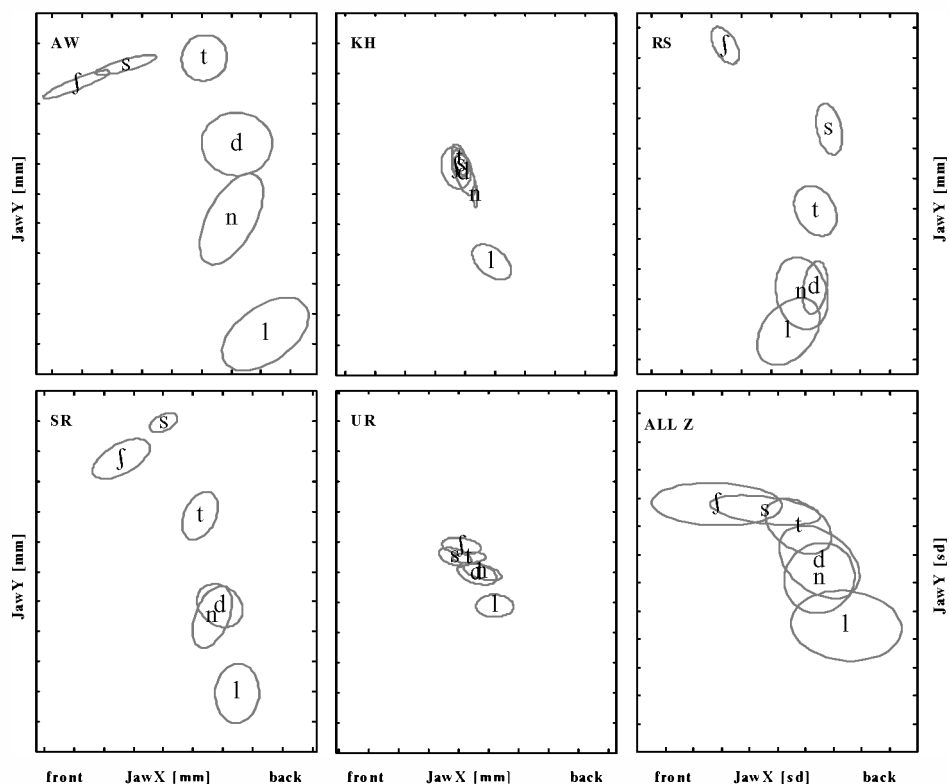 AW
ʃ s t
d
n
l
JawY [mm]
KH
t
ʃ s
d
n
l
RS
ʃ
s
t
n d
l
JawY [mm]
SR
s
ʃ
t
n d
l
JawY [mm]
UR
ʃ
s t
d n
l
ALL Z
ʃ s t
d
n
l
JawY [sd]
front JawX [mm] back
front JawX [mm] back
front JawX [sd] back